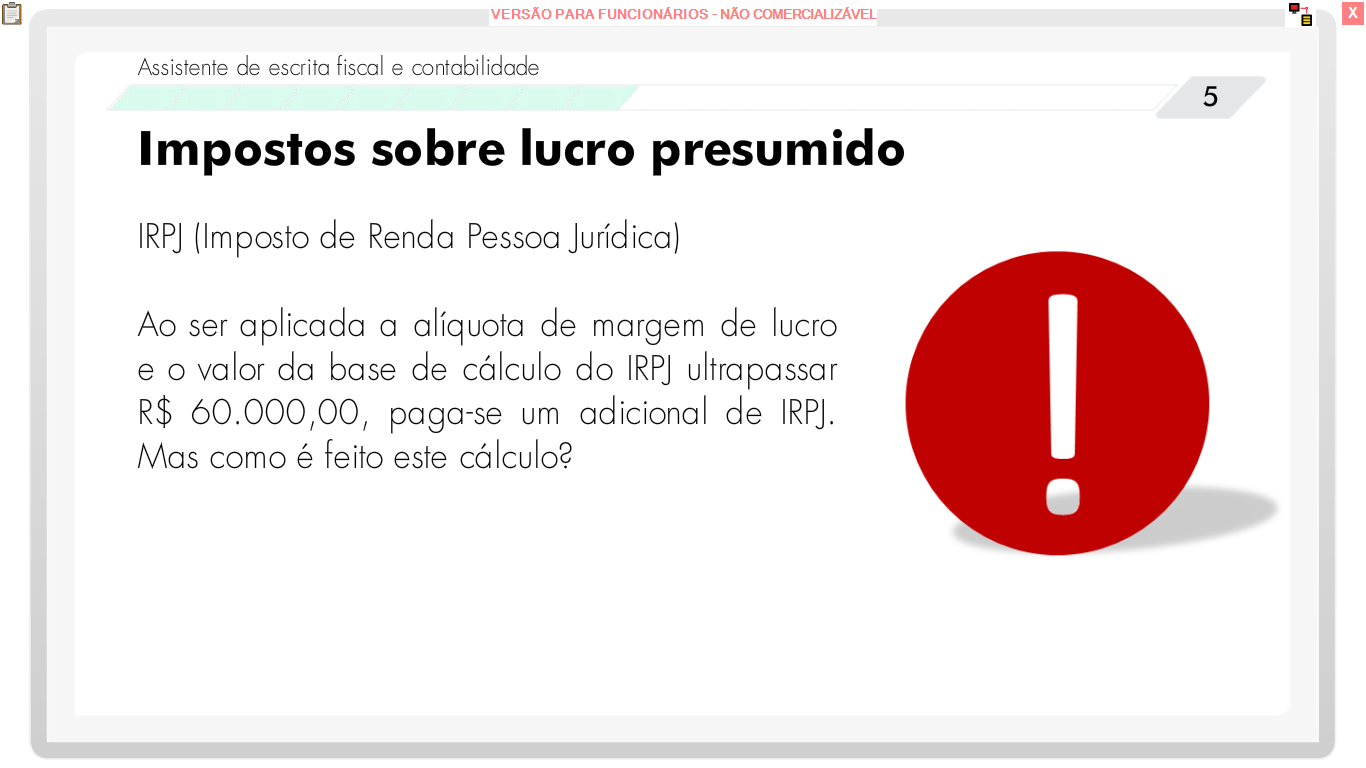 VERSÃO PARA FUNCIONÁRIOS - NÃO COMERCIALIZÁVEL
X
Assistente de escrita fiscal e contabilidade
5
Impostos sobre lucro presumido
IRPJ (Imposto de Renda Pessoa Jurídica)
Ao ser aplicada a alíquota de margem de lucro
e o valor da base de cálculo do IRPJ ultrapassar
R$ 60.000,00, paga-se um adicional de IRPJ.
Mas como é feito este cálculo?
!